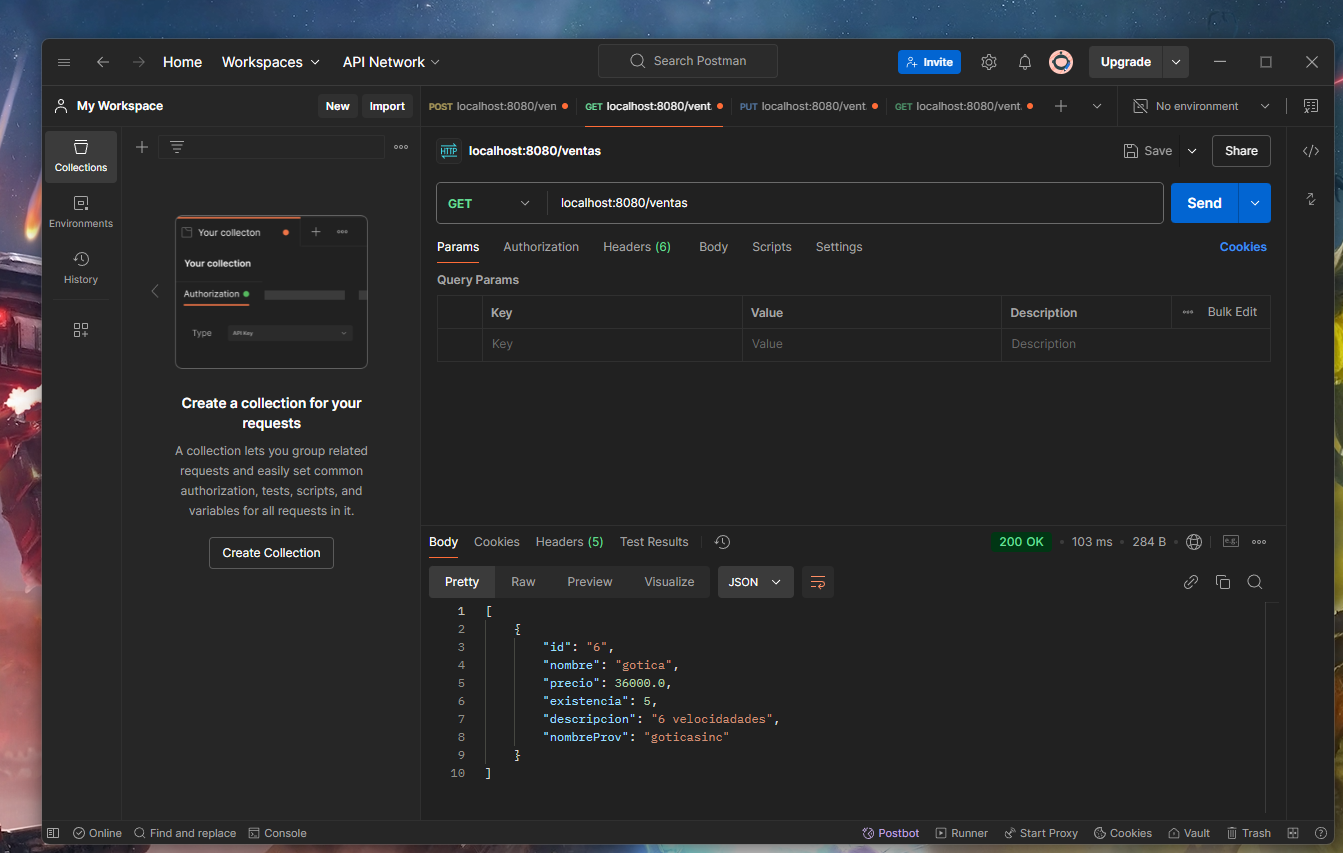 Home Workspaces API Network Search Postman Invite Upgrade
My Workspace New Import POST localhost:8080/ven GET localhost:8080/vent PUT localhost:8080/vent GET localhost:8080/vent. No environment
Collections
Environments
History
Your collecton
Your collection
Authorization
Type API Key
Create a collection for your
requests
A collection lets you group related
requests and easily set common
authorization, tests, scripts, and
variables for all requests in it.
Create Collection
HTTP localhost:8080/ventas Save Share
GET localhost:8080/ventas Send
Params Authorization Headers (6) Body Scripts Settings Cookies
Query Params
Key Value Description Bulk Edit
Key Value Description
Body Cookies Headers (5) Test Results 200 OK 103 ms 284 B e.g.
Pretty Raw Preview Visualize JSON
1 [
2 {
3 "id": "6",
4 "nombre": "gotica",
5 "precio": 36000.0,
6 "existencia": 5,
7 "descripcion": "6 velocidadades",
8 "nombreProv": "goticasinc"
9 }
10 ]
Online Find and replace Console Postbot Runner Start Proxy Cookies Vault Trash